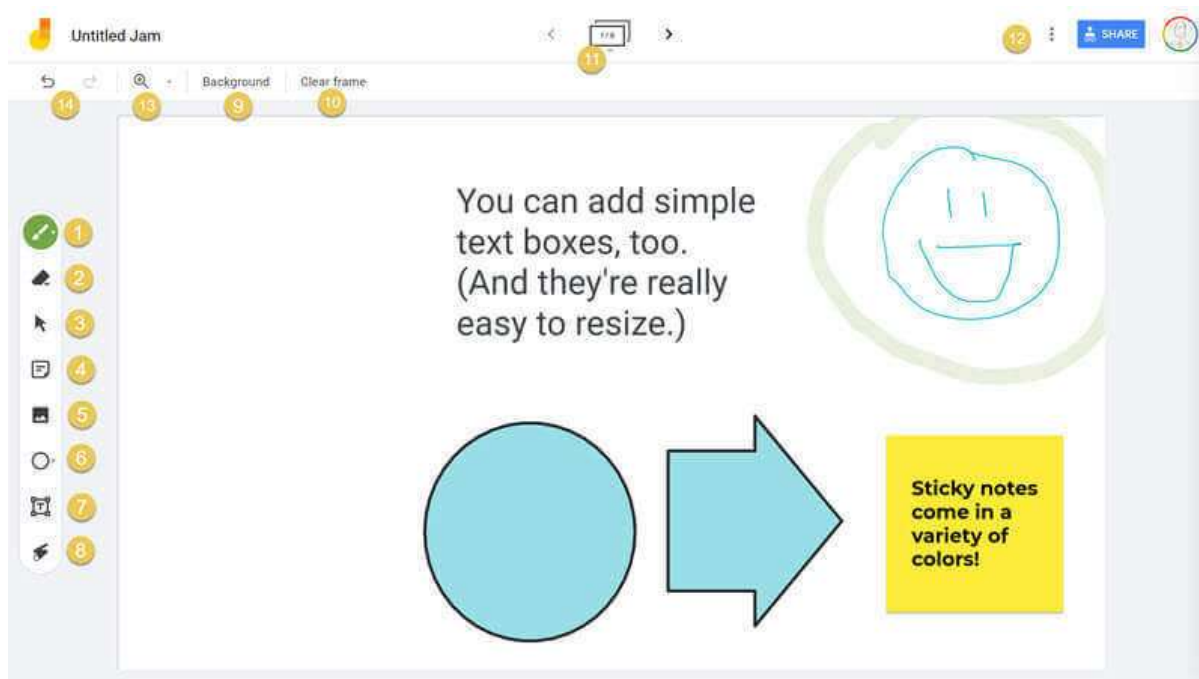 Untitled Jam
1/6
11
12
SHARE
Background
Clear frame
14
13
9
10
You can add simple
text boxes, too.
(And they're really
easy to resize.)
1
2
3
4
5
6
7
T
8
Sticky notes
come in a
variety of
colors!